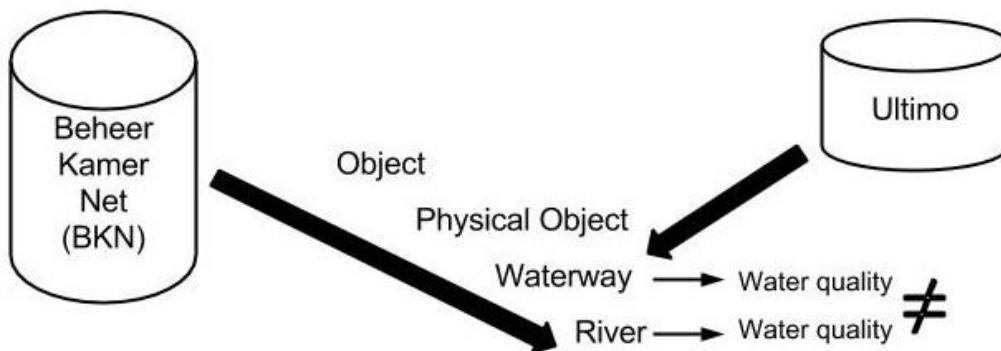 Beheer
Kamer
Net
(BKN)
Ultimo
Object
Physical Object
Waterway
Water quality
River
Water quality
≠